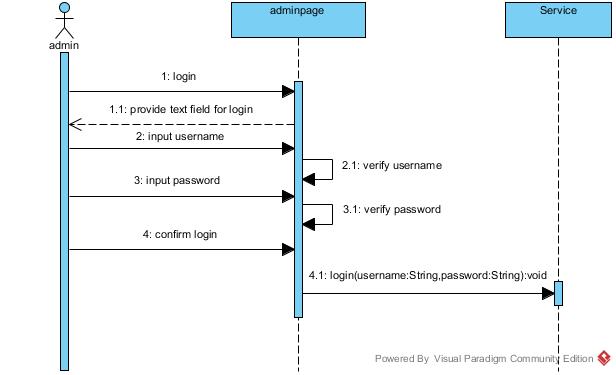 adminpage
Service
admin
1: login
1.1: provide text field for login
2: input username
2.1: verify username
3: input password
3.1: verify password
4: confirm login
4.1: login(username:String,password:String):void
Powered By Visual Paradigm Community Edition